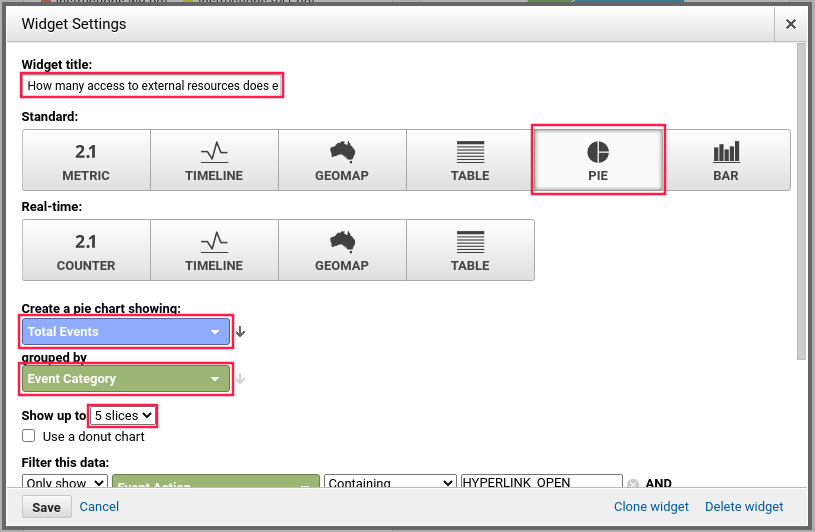 Widget Settings
Widget title:
How many access to external resources does e
Standard:
2.1
METRIC
TIMELINE
GEOMAP
TABLE
PIE
BAR
Real-time:
2.1
COUNTER
TIMELINE
GEOMAP
TABLE
Create a pie chart showing:
Total Events
grouped by
Event Category
Show up to 5 slices
Use a donut chart
Filter this data:
Only show Event Action Containing HYPERLINK_OPEN AND
Save Cancel Clone widget Delete widget